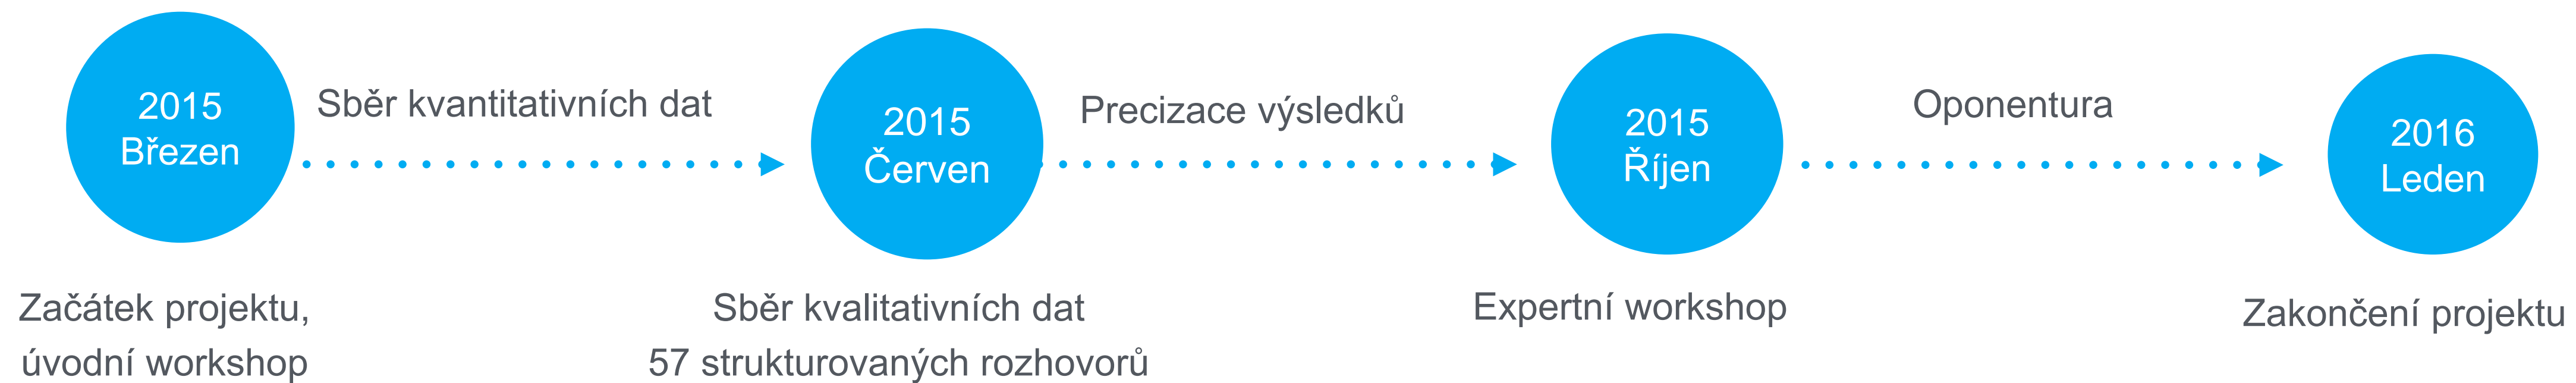 2015
Březen
Sběr kvantitativních dat
2015
Červen
Precizace výsledků
2015
Říjen
Oponentura
2016
Leden
Začátek projektu,
úvodní workshop
Sběr kvalitativních dat
57 strukturovaných rozhovorů
Expertní workshop
Zakončení projektu